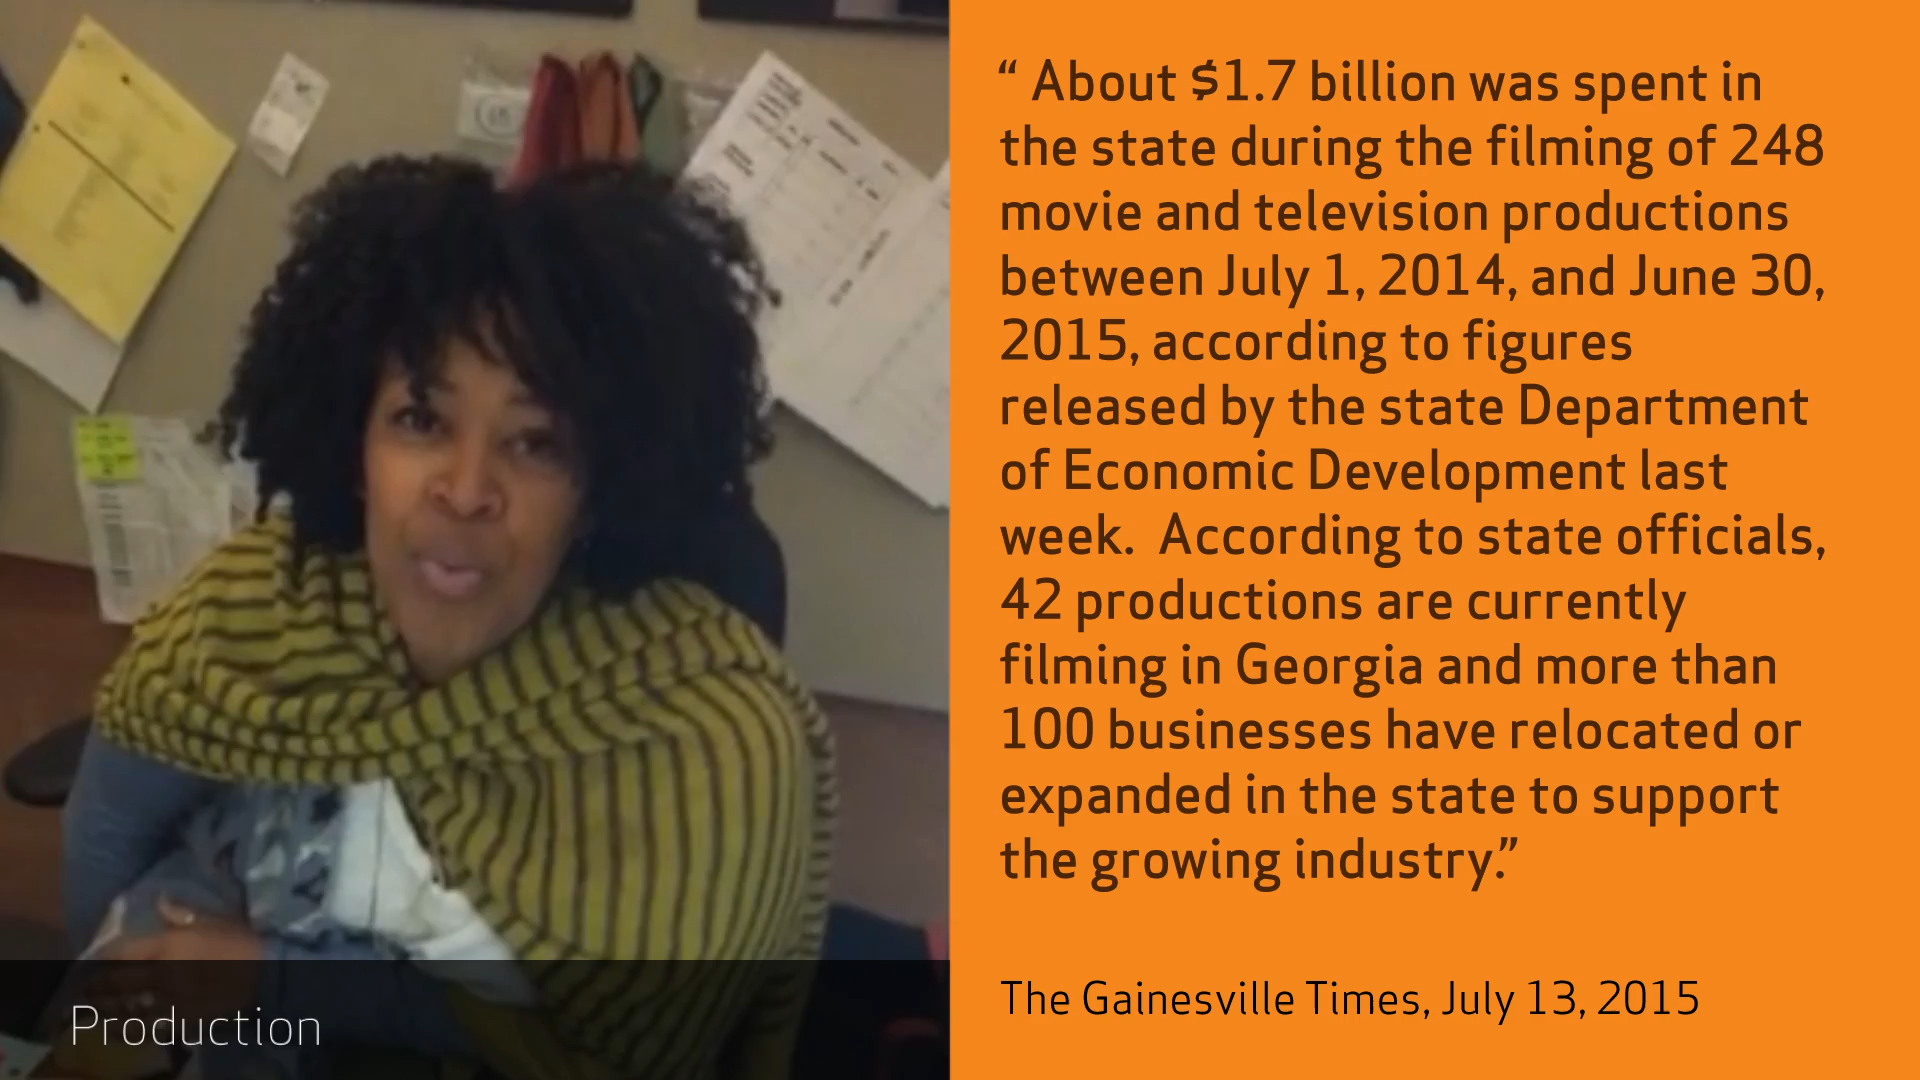 “ About $1.7 billion was spent in
the state during the filming of 248
movie and television productions
between July 1, 2014, and June 30,
2015, according to figures
released by the state Department
of Economic Development last
week.  According to state officials,
42 productions are currently
filming in Georgia and more than
100 businesses have relocated or
expanded in the state to support
the growing industry.”
The Gainesville Times, July 13, 2015
Production